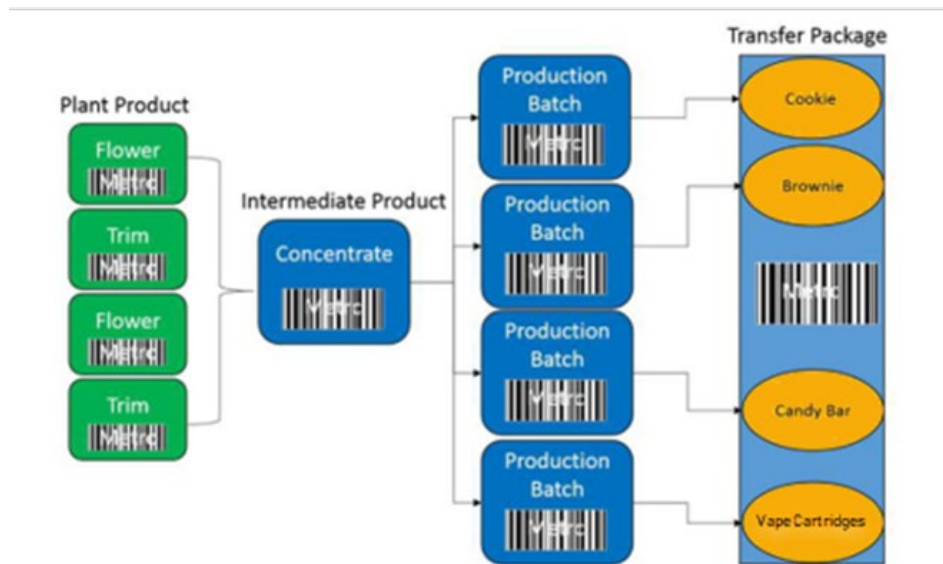 Plant Product
Flower
Metrc
Trim
Metrc
Flower
Metrc
Trim
Metrc
Intermediate Product
Concentrate
Metrc
Production
Batch
Metrc
Production
Batch
Metrc
Production
Batch
Metrc
Production
Batch
Metrc
Transfer Package
Cookie
Brownie
Metrc
Candy Bar
Vape Cartridges